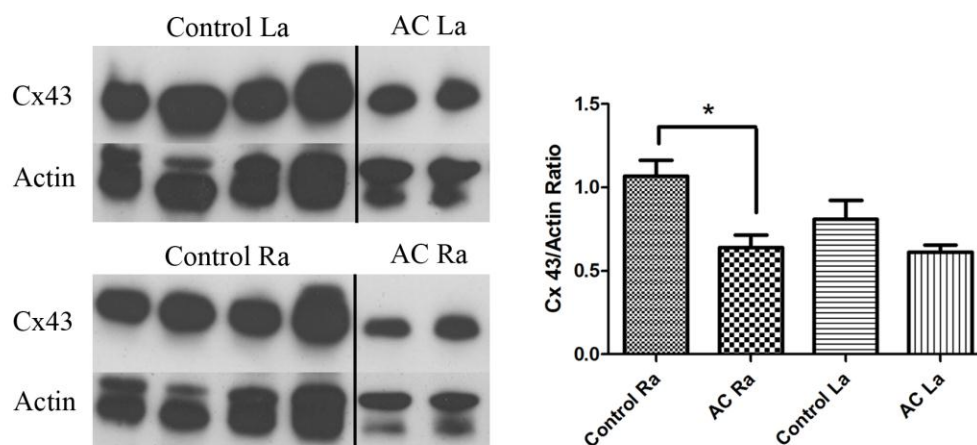 Control La AC La
Cx43
Actin
Control Ra AC Ra
Cx43
Actin
*
Cx 43/Actin Ratio
1.5
1.0
0.5
0.0
Control Ra
AC Ra
Control La
AC La